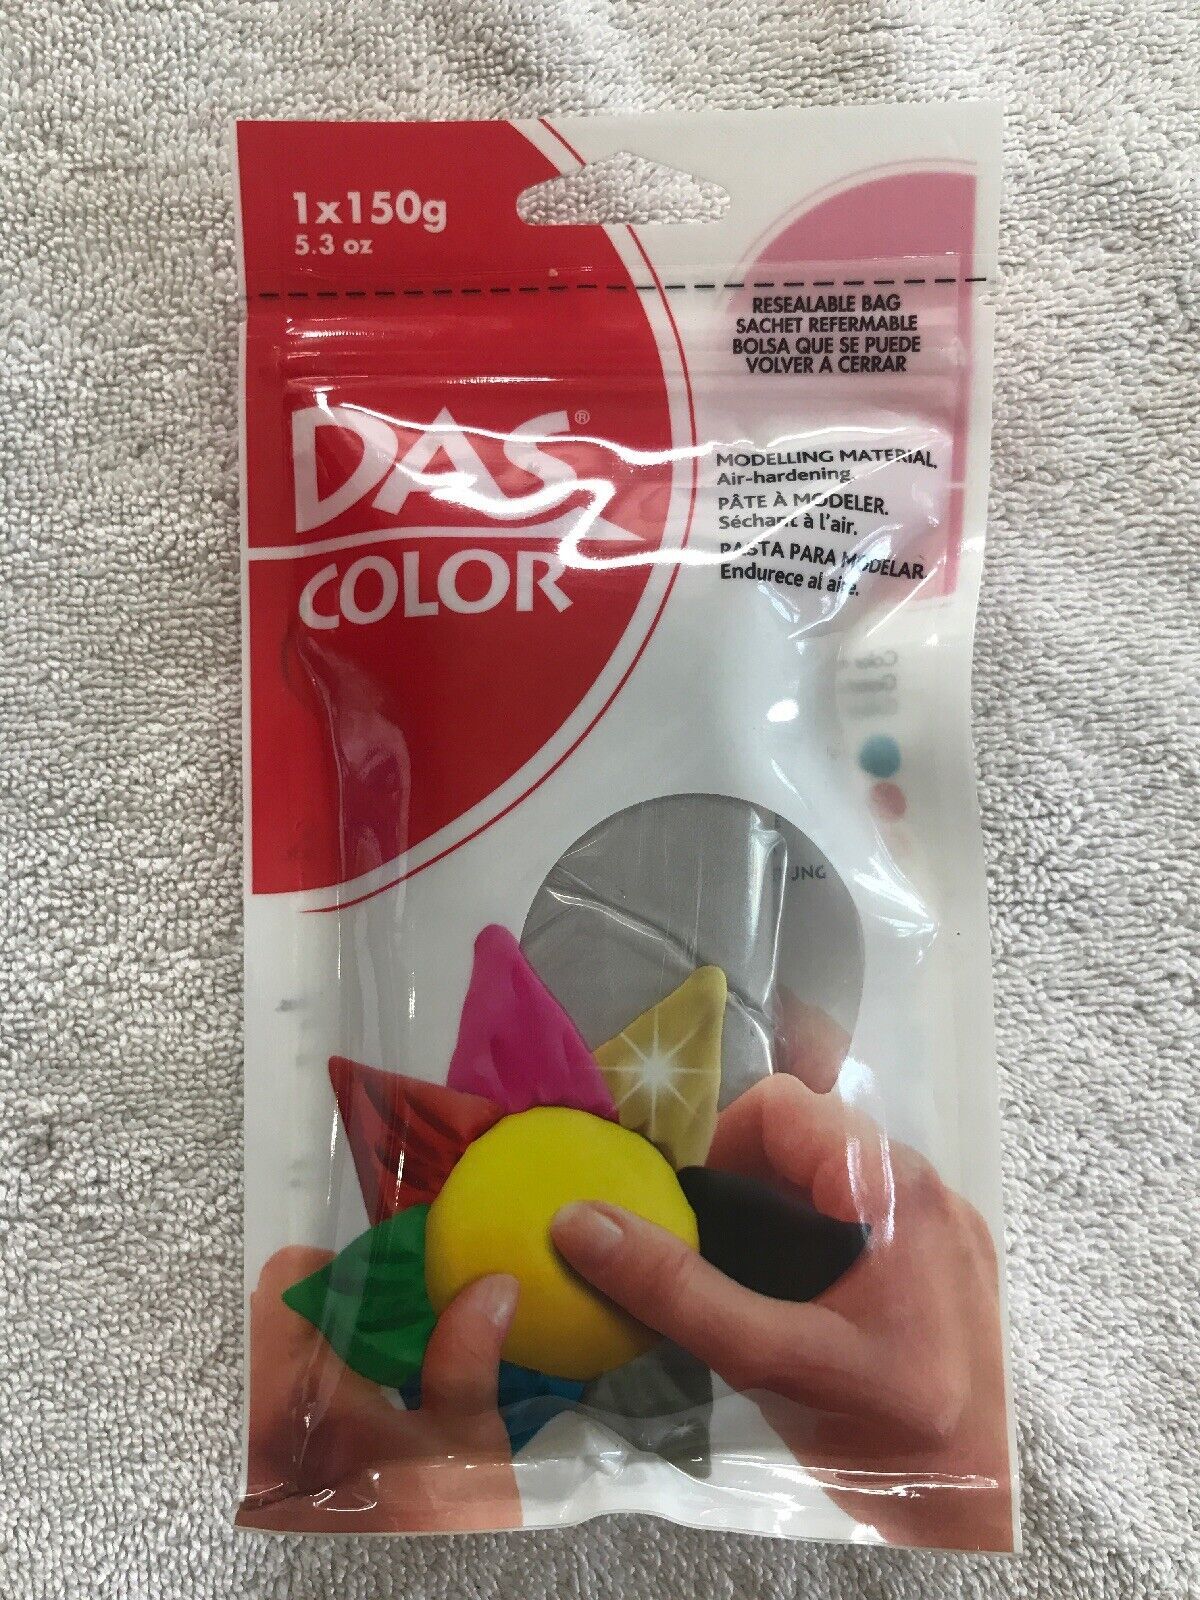 1x150g
5.3 oz
RESEALABLE BAG
SACHET REFERMABLE
BOLSA QUE SE PUEDE
VOLVER A CERRAR
DAS®
COLOR
MODELLING MATERIAL.
Air-hardening.
PÂTE À MODELER.
Séchant à l'air.
PASTA PARA MODELAR.
Endurece al aire.